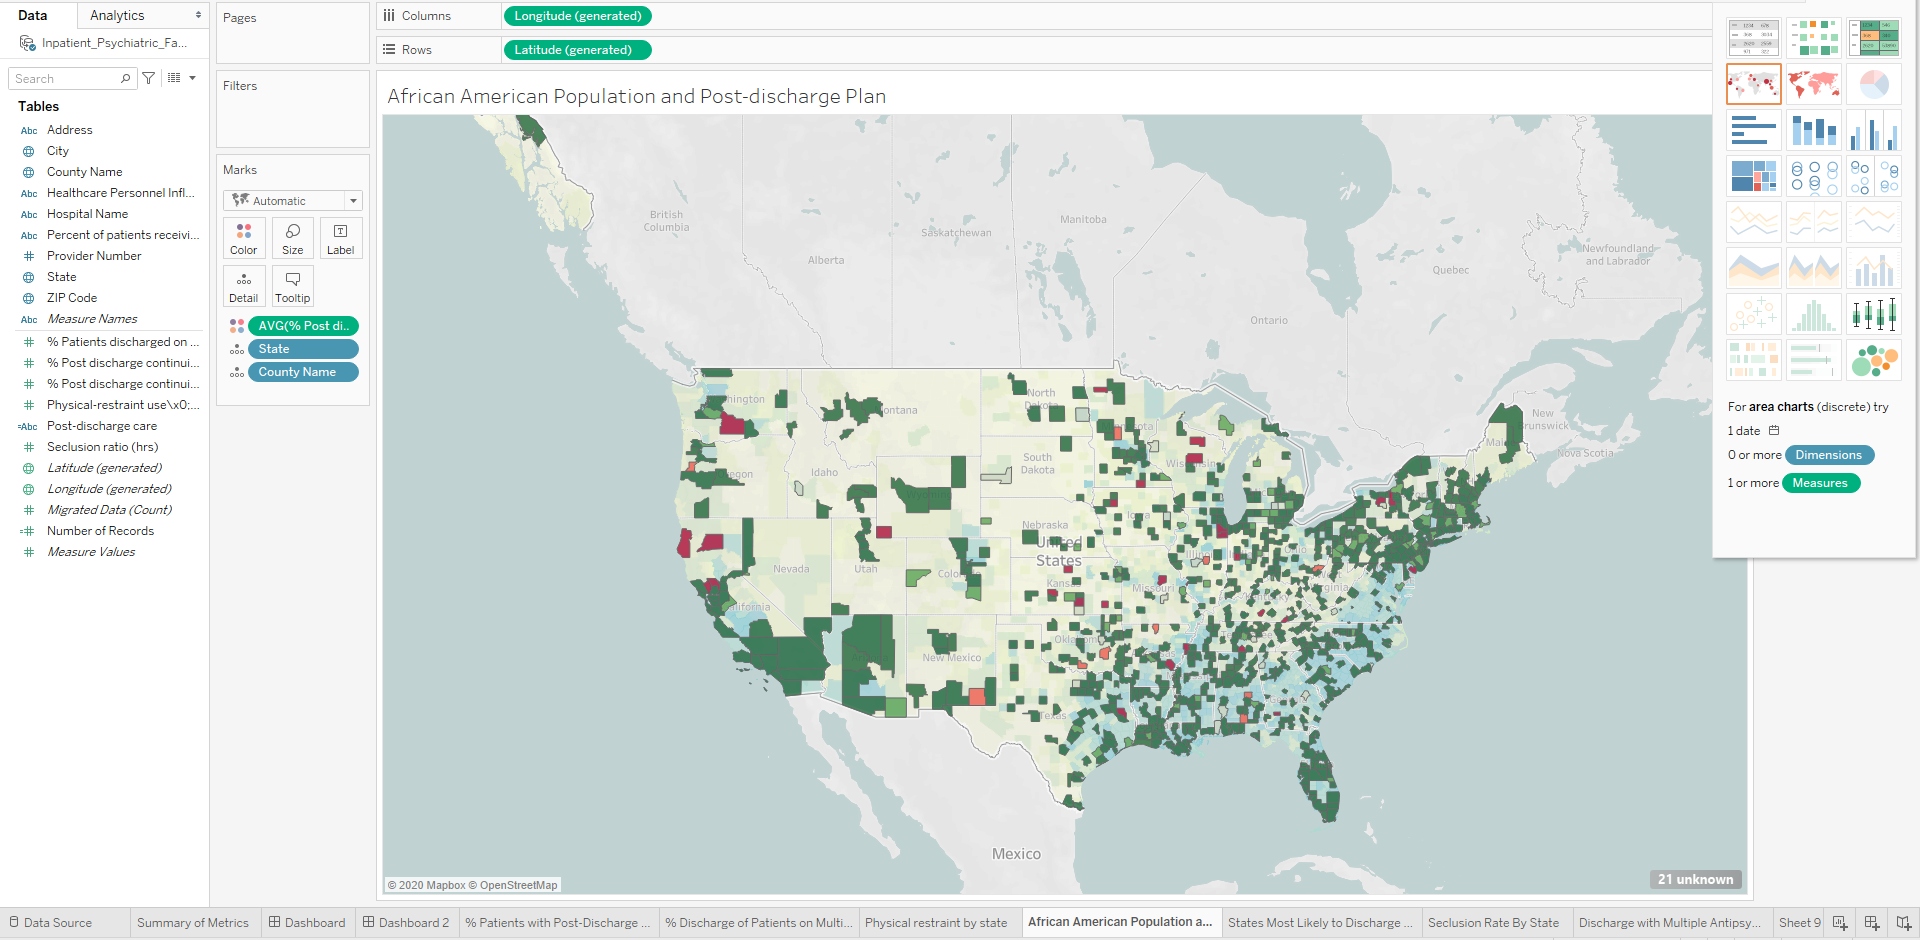 Data
Analytics
Inpatient_Psychiatric_Fa...
Search
Tables
Abc Address
City
County Name
Abc Healthcare Personnel Infl...
Abc Hospital Name
Abc Percent of patients receivi...
Provider Number
State
ZIP Code
Abc Measure Names
# % Patients discharged on ...
# % Post discharge continui...
# % Post discharge continui...
# Physical-restraint use\x0;...
=Abc Post-discharge care
# Seclusion ratio (hrs)
Latitude (generated)
Longitude (generated)
# Migrated Data (Count)
=# Number of Records
# Measure Values
Pages
Filters
Marks
Automatic
Color
Size
Label
Detail
Tooltip
AVG(% Post di..
State
County Name
Columns
Longitude (generated)
Rows
Latitude (generated)
African American Population and Post-discharge Plan
British
Columbia
Alberta
Saskatchewan
Manitoba
Ontario
Quebec
Newfoundland
and Labrador
New
Brunswick
Nova Scotia
North
Dakota
South
Dakota
Idaho
Nebraska
United
States
Nevada
Utah
Missouri
New Mexico
Texas
Mexico
© 2020 Mapbox © OpenStreetMap
21 unknown
For area charts (discrete) try
1 date
0 or more Dimensions
1 or more Measures
Data Source
Summary of Metrics
Dashboard
Dashboard 2
% Patients with Post-Discharge ...
% Discharge of Patients on Multi...
Physical restraint by state
African American Population a...
States Most Likely to Discharge ...
Seclusion Rate By State
Discharge with Multiple Antipsy...
Sheet 9